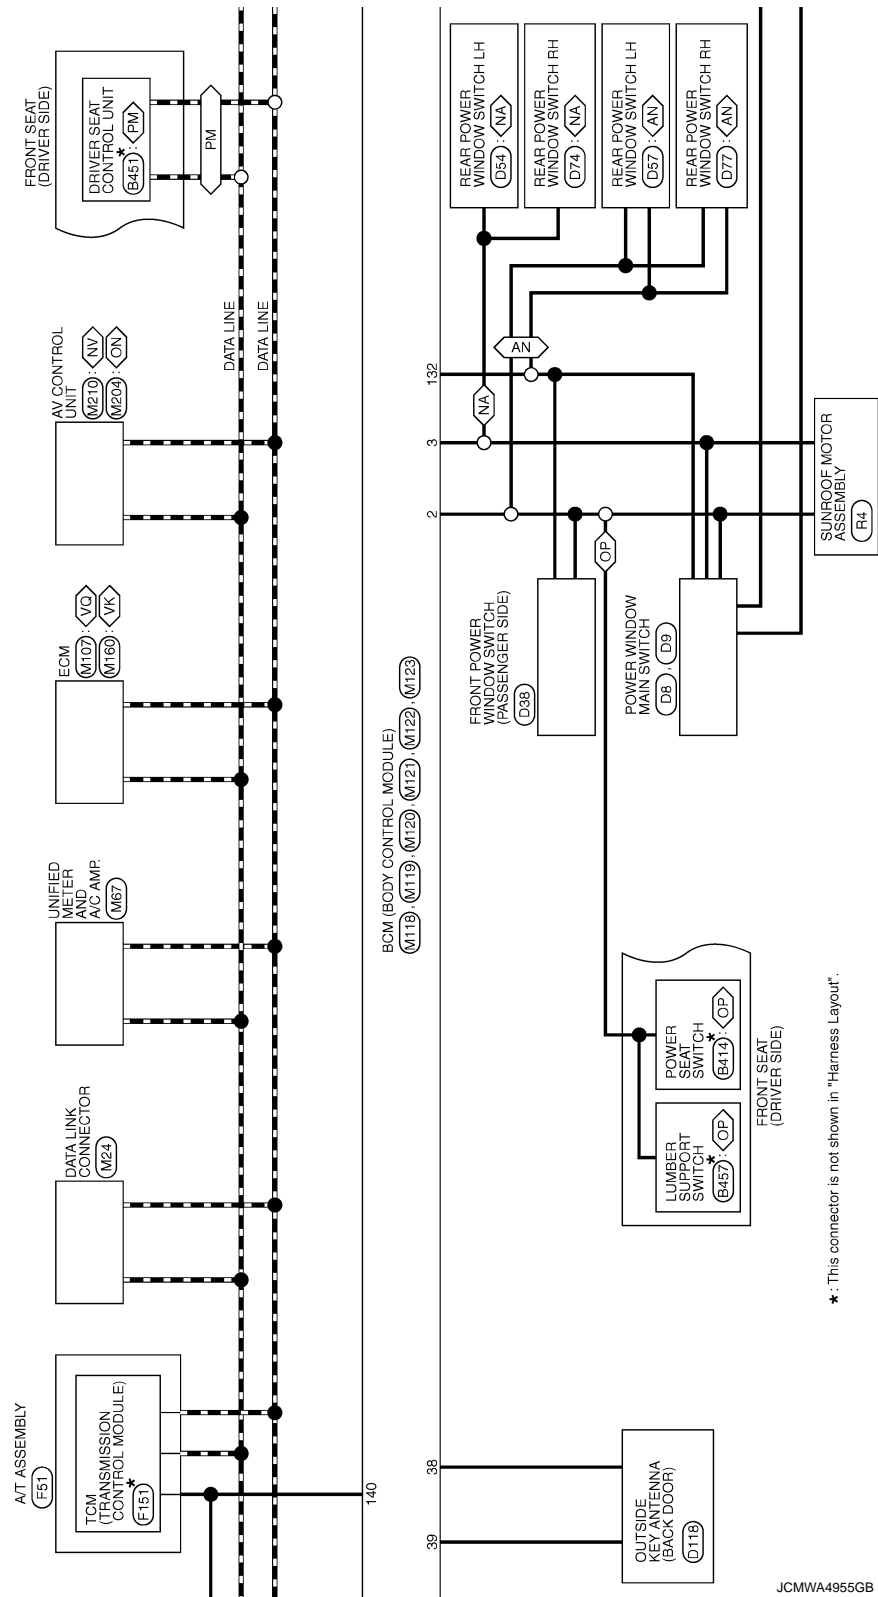 A/T ASSEMBLY
F51
TCM
(TRANSMISSION
CONTROL MODULE)
*
F151
DATA LINK
CONNECTOR
M24
UNIFIED
METER
AND
A/C AMP.
M67
ECM
M107 : VQ
M160 : VK
AV CONTROL
UNIT
M210 : NV
M204 : ON
FRONT SEAT
(DRIVER SIDE)
DRIVER SEAT
CONTROL UNIT
*
B451 : PM
PM
DATA LINE
DATA LINE
140
BCM (BODY CONTROL MODULE)
M118 , M119 , M120 , M121 , M122 , M123
39
38
2
3
132
OUTSIDE
KEY ANTENNA
(BACK DOOR)
D118
FRONT POWER
WINDOW SWITCH
(PASSENGER SIDE)
D38
POWER WINDOW
MAIN SWITCH
D8 , D9
OP
NA
AN
REAR POWER
WINDOW SWITCH LH
D54 : NA
REAR POWER
WINDOW SWITCH RH
D74 : NA
REAR POWER
WINDOW SWITCH LH
D57 : AN
REAR POWER
WINDOW SWITCH RH
D77 : AN
SUNROOF MOTOR
ASSEMBLY
R4
LUMBER
SUPPORT
SWITCH
*
B457 : OP
POWER
SEAT
SWITCH
*
B414 : OP
FRONT SEAT
(DRIVER SIDE)
* : This connector is not shown in "Harness Layout".
JCMWA4955GB